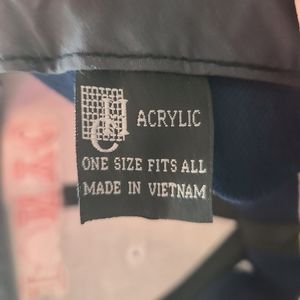 ACRYLIC
ONE SIZE FITS ALL
MADE IN VIETNAM